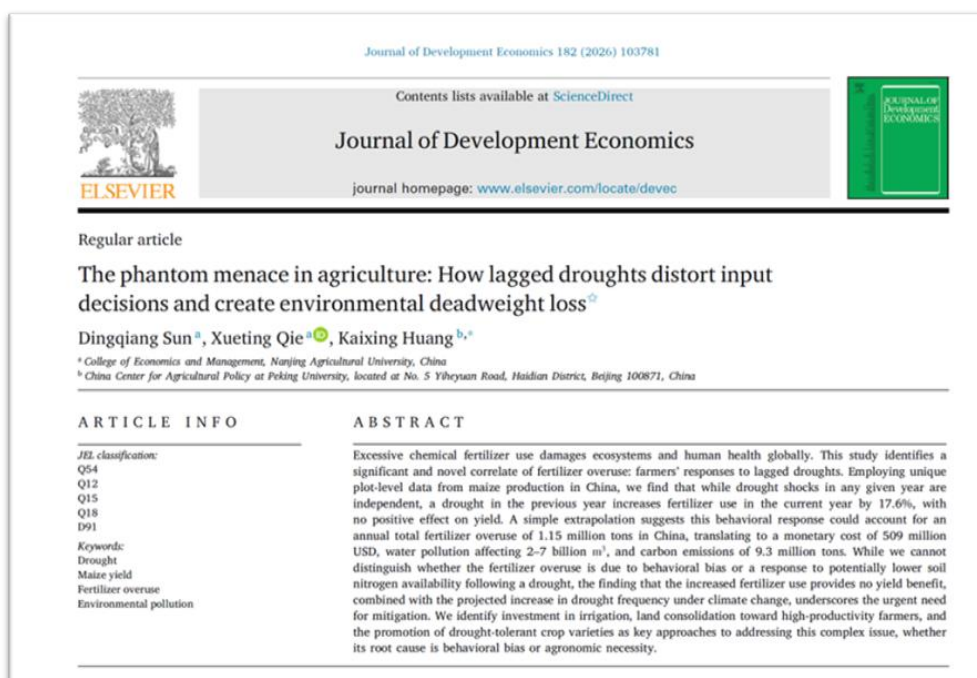 Journal of Development Economics 182 (2026) 103781
Contents lists available at ScienceDirect
Journal of Development Economics
journal homepage: www.elsevier.com/locate/devec
ELSEVIER
JOURNAL OF
Development
ECONOMICS
Regular article
The phantom menace in agriculture: How lagged droughts distort input
decisions and create environmental deadweight loss☆
Dingqiang Sun a, Xueting Qie a iD, Kaixing Huang b,*
a College of Economics and Management, Nanjing Agricultural University, China
b China Center for Agricultural Policy at Peking University, located at No. 5 Yiheyuan Road, Haidian District, Beijing 100871, China
ARTICLE INFO
JEL classification:
Q54
Q12
Q15
Q18
D91
Keywords:
Drought
Maize yield
Fertilizer overuse
Environmental pollution
ABSTRACT
Excessive chemical fertilizer use damages ecosystems and human health globally. This study identifies a
significant and novel correlate of fertilizer overuse: farmers' responses to lagged droughts. Employing unique
plot-level data from maize production in China, we find that while drought shocks in any given year are
independent, a drought in the previous year increases fertilizer use in the current year by 17.6%, with
no positive effect on yield. A simple extrapolation suggests this behavioral response could account for an
annual total fertilizer overuse of 1.15 million tons in China, translating to a monetary cost of 509 million
USD, water pollution affecting 2–7 billion m³, and carbon emissions of 9.3 million tons. While we cannot
distinguish whether the fertilizer overuse is due to behavioral bias or a response to potentially lower soil
nitrogen availability following a drought, the finding that the increased fertilizer use provides no yield benefit,
combined with the projected increase in drought frequency under climate change, underscores the urgent need
for mitigation. We identify investment in irrigation, land consolidation toward high-productivity farmers, and
the promotion of drought-tolerant crop varieties as key approaches to addressing this complex issue, whether
its root cause is behavioral bias or agronomic necessity.